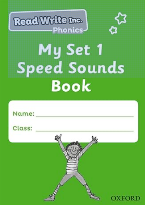 Read Write Inc.
Phonics
My Set 1
Speed Sounds
Book
Name:
Class:
OXFORD